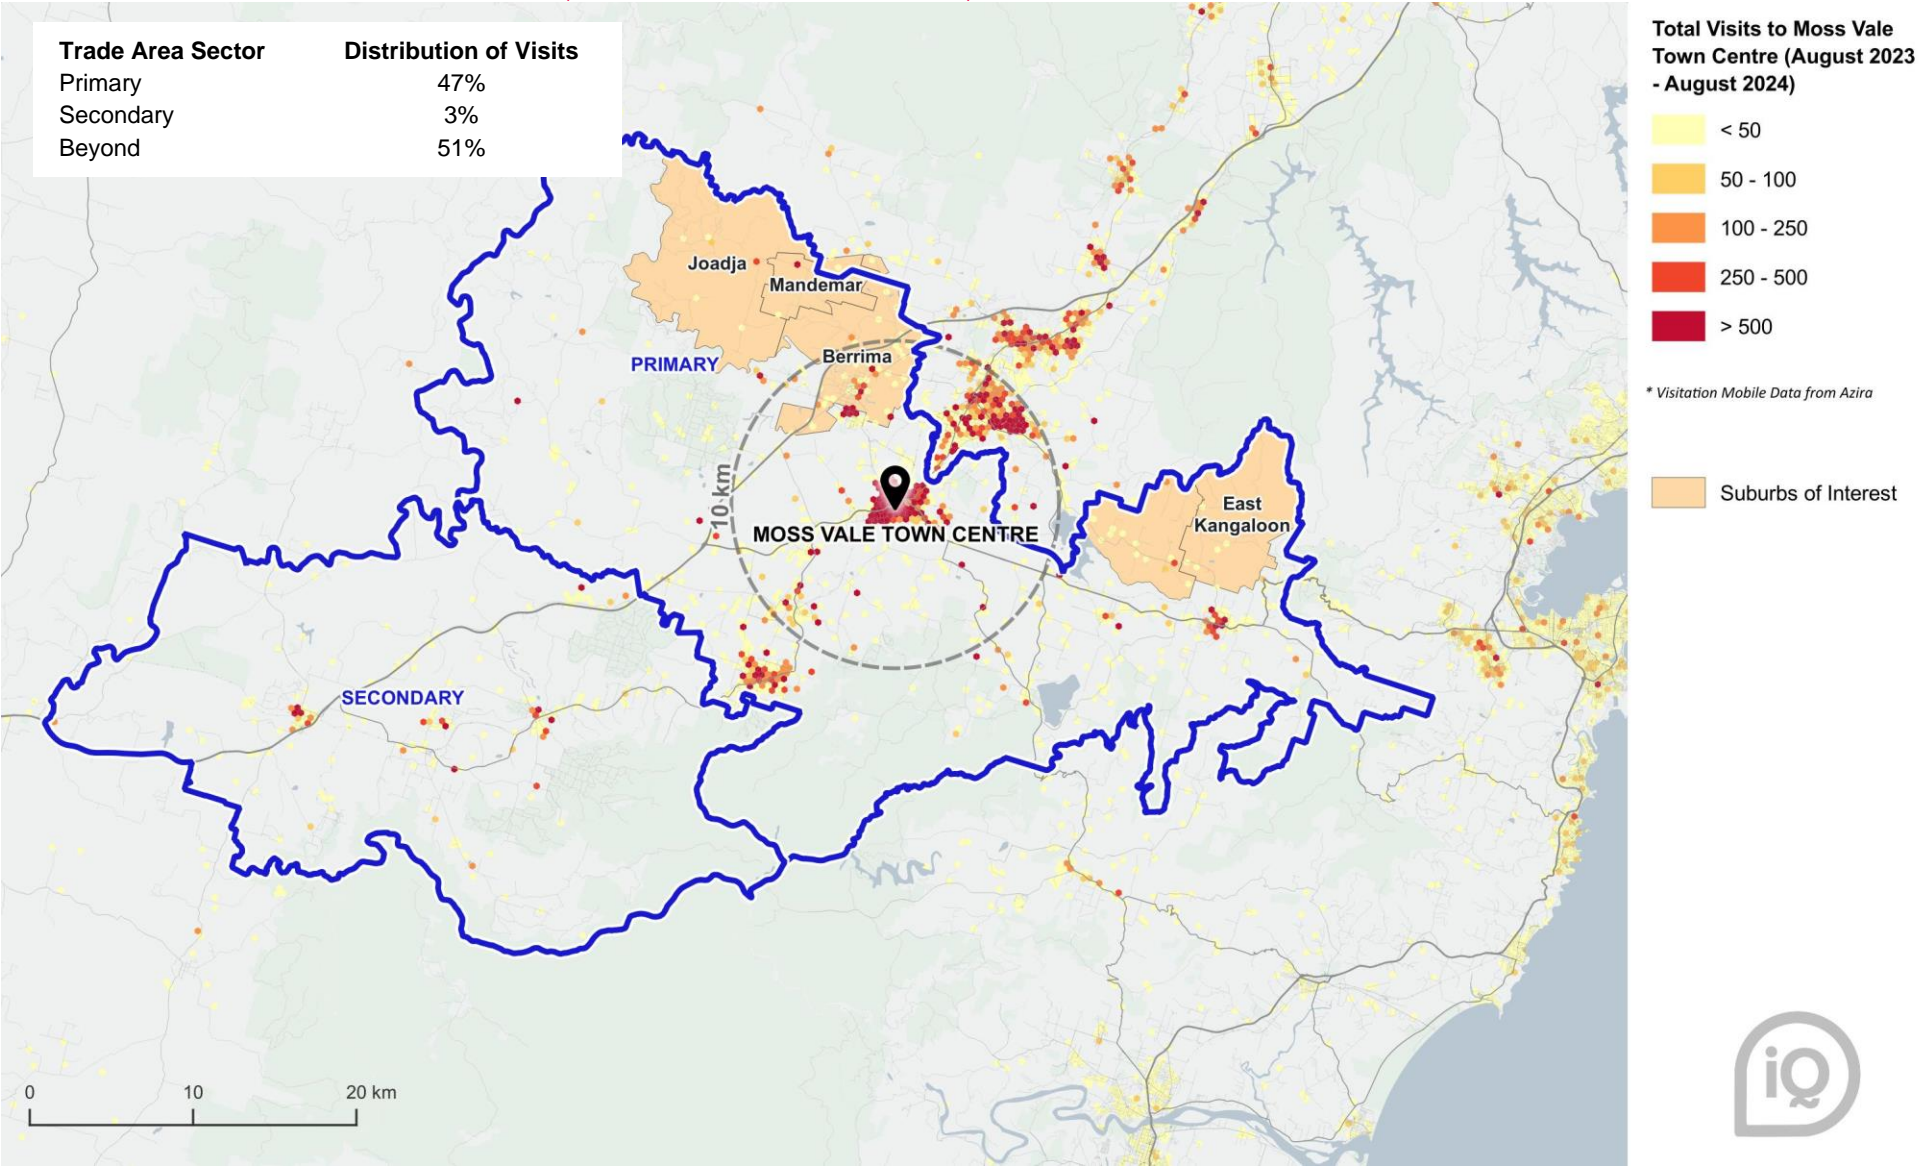 Trade Area Sector Distribution of Visits
Primary 47%
Secondary 3%
Beyond 51%
Total Visits to Moss Vale
Town Centre (August 2023
- August 2024)
< 50
50 - 100
100 - 250
250 - 500
> 500
* Visitation Mobile Data from Azira
Suburbs of Interest
Joadja
Mandemar
Berrima
PRIMARY
10 km
MOSS VALE TOWN CENTRE
East
Kangaloon
SECONDARY
0 10 20 km
iQ